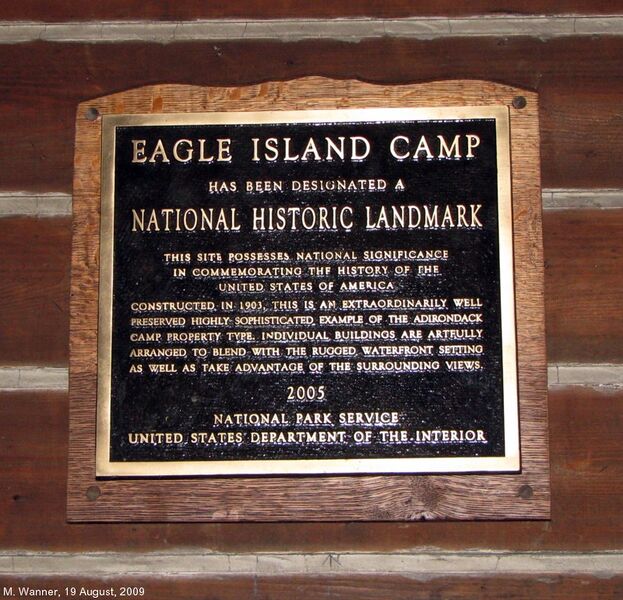 EAGLE ISLAND CAMP
HAS BEEN DESIGNATED A
NATIONAL HISTORIC LANDMARK
THIS SITE POSSESSES NATIONAL SIGNIFICANCE
IN COMMEMORATING THE HISTORY OF THE
UNITED STATES OF AMERICA
CONSTRUCTED IN 1903, THIS IS AN EXTRAORDINARILY WELL
PRESERVED HIGHLY SOPHISTICATED EXAMPLE OF THE ADIRONDACK
CAMP PROPERTY TYPE. INDIVIDUAL BUILDINGS ARE ARTFULLY
ARRANGED TO BLEND WITH THE RUGGED WATERFRONT SETTING
AS WELL AS TAKE ADVANTAGE OF THE SURROUNDING VIEWS.
2005
NATIONAL PARK SERVICE
UNITED STATES DEPARTMENT OF THE INTERIOR
M. Wanner, 19 August, 2009